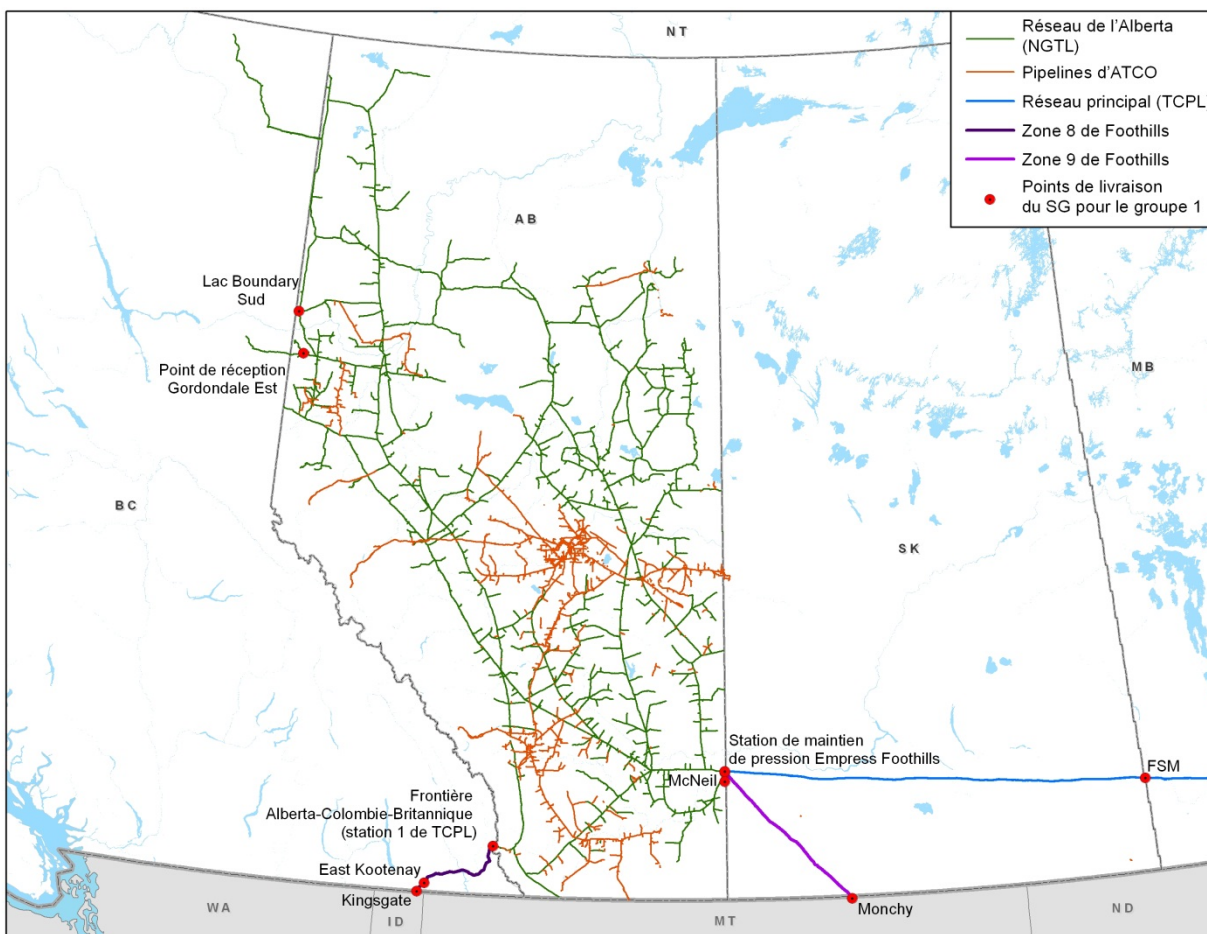 NT
Réseau de l'Alberta
(NGTL)
Pipelines d'ATCO
Réseau principal (TCPL)
Zone 8 de Foothills
Zone 9 de Foothills
Points de livraison
du SG pour le groupe 1
AB
Lac Boundary
Sud
Point de réception
Gordondale Est
MB
BC
SK
Station de maintien
de pression Empress Foothills
McNeil
FSM
Frontière
Alberta-Colombie-Britannique
(station 1 de TCPL)
East Kootenay
Kingsgate
Monchy
WA
ID
MT
ND